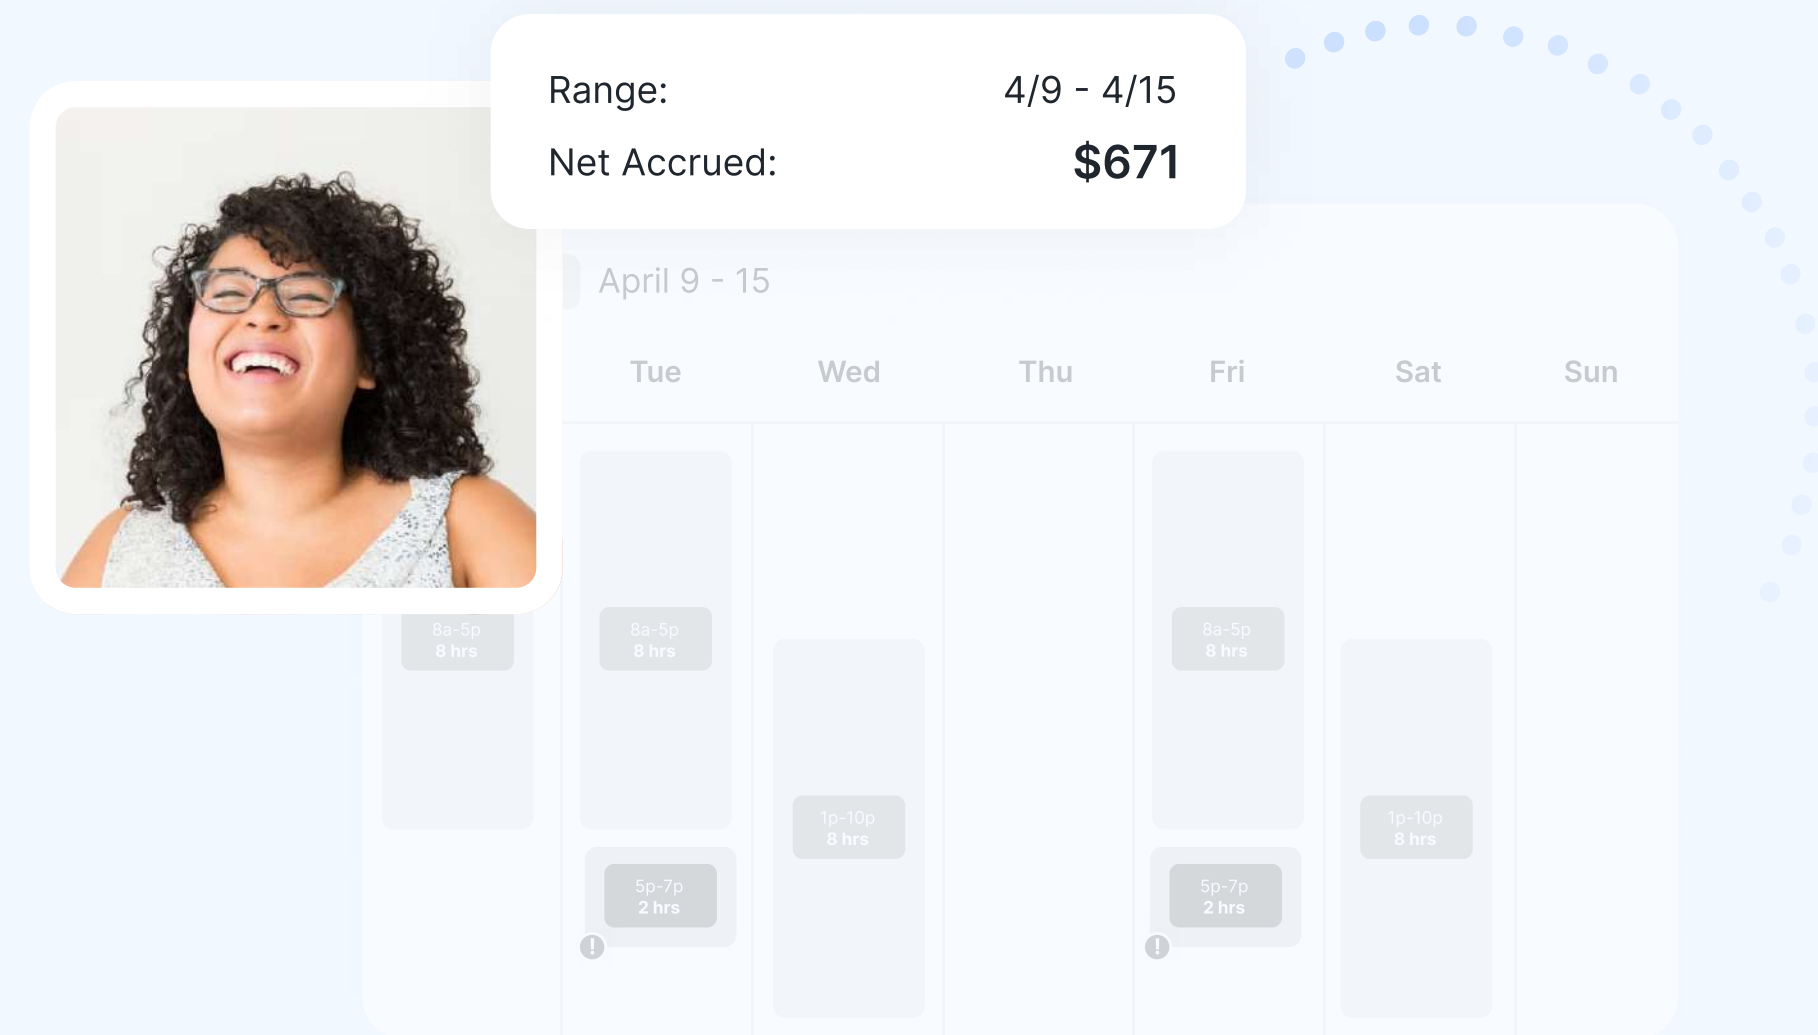 Range: 4/9 - 4/15
Net Accrued: $671
April 9 - 15
Tue Wed Thu Fri Sat Sun
8a-5p
8 hrs
8a-5p
8 hrs
5p-7p
2 hrs
!
1p-10p
8 hrs
8a-5p
8 hrs
5p-7p
2 hrs
!
1p-10p
8 hrs